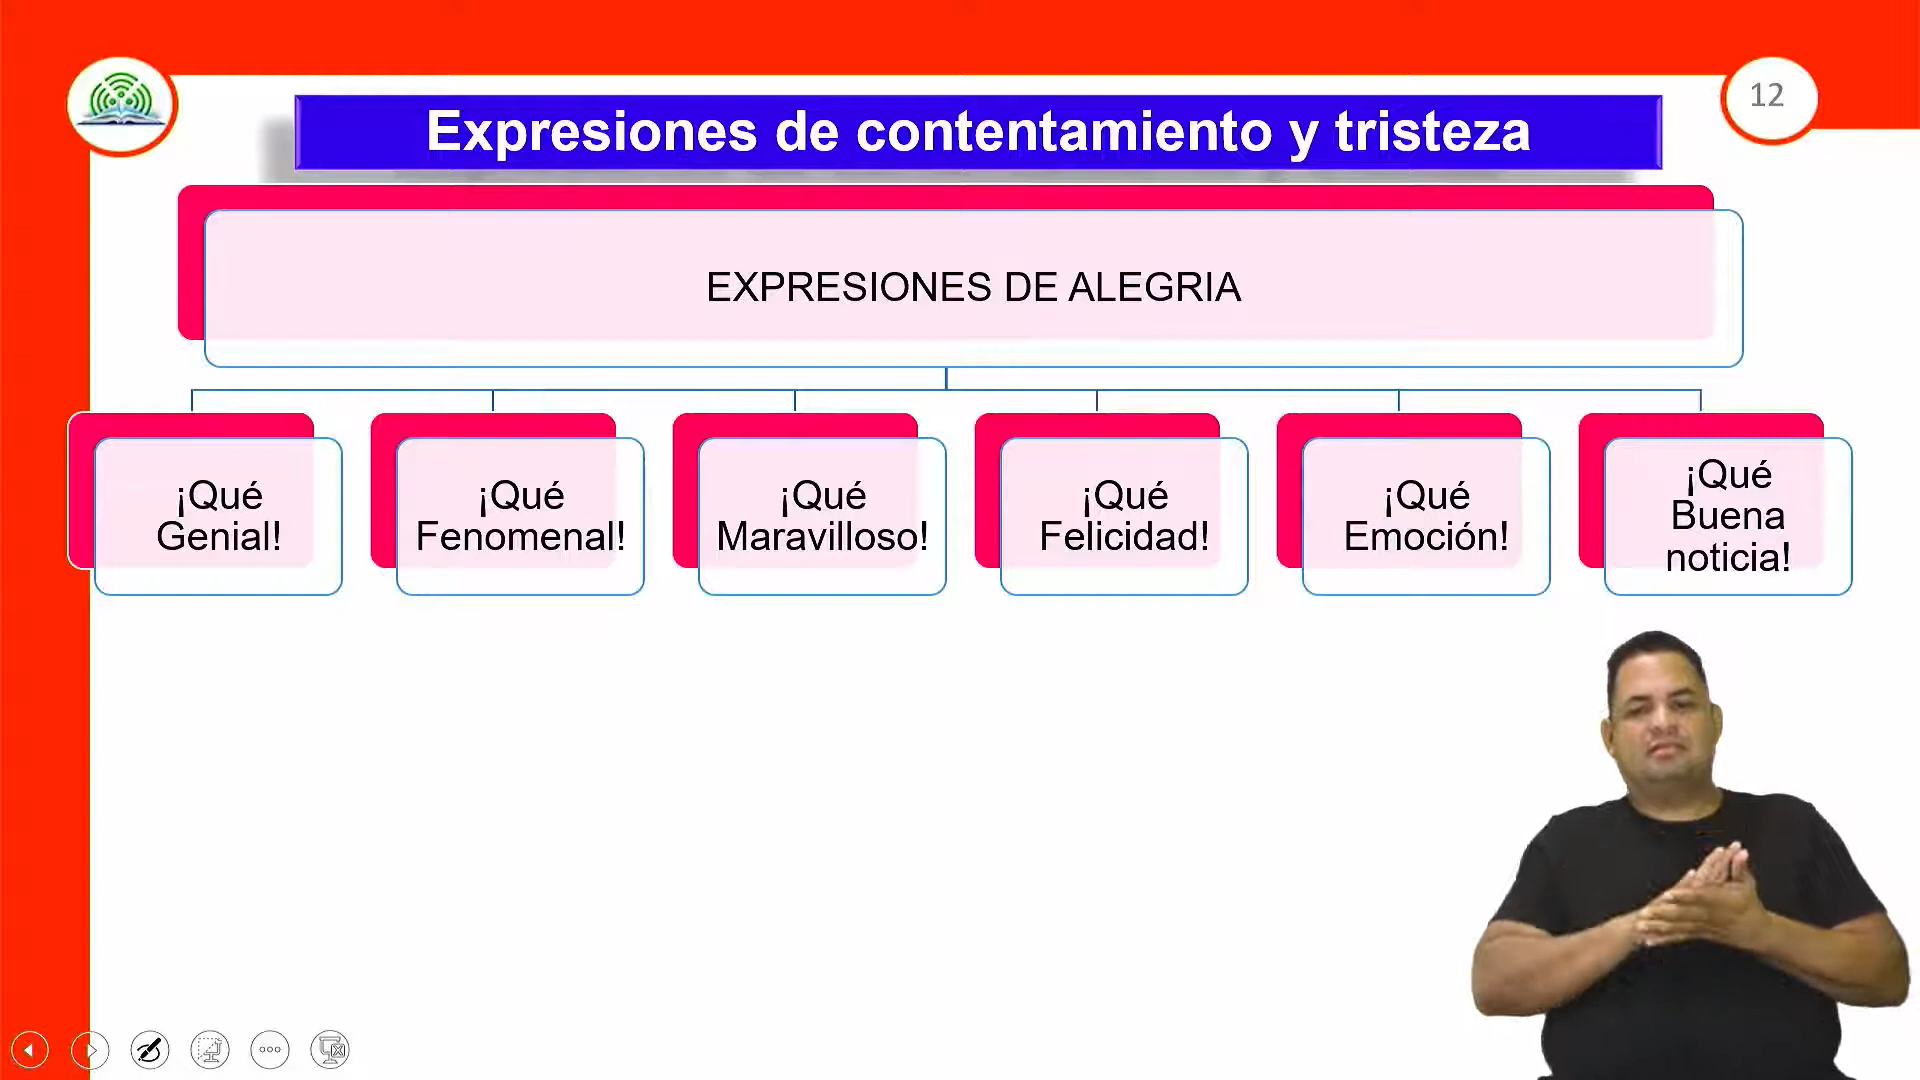 12
Expresiones de contentamiento y tristeza
EXPRESIONES DE ALEGRIA
¡Qué
Genial!
¡Qué
Fenomenal!
¡Qué
Maravilloso!
¡Qué
Felicidad!
¡Qué
Emoción!
¡Qué
Buena
noticia!